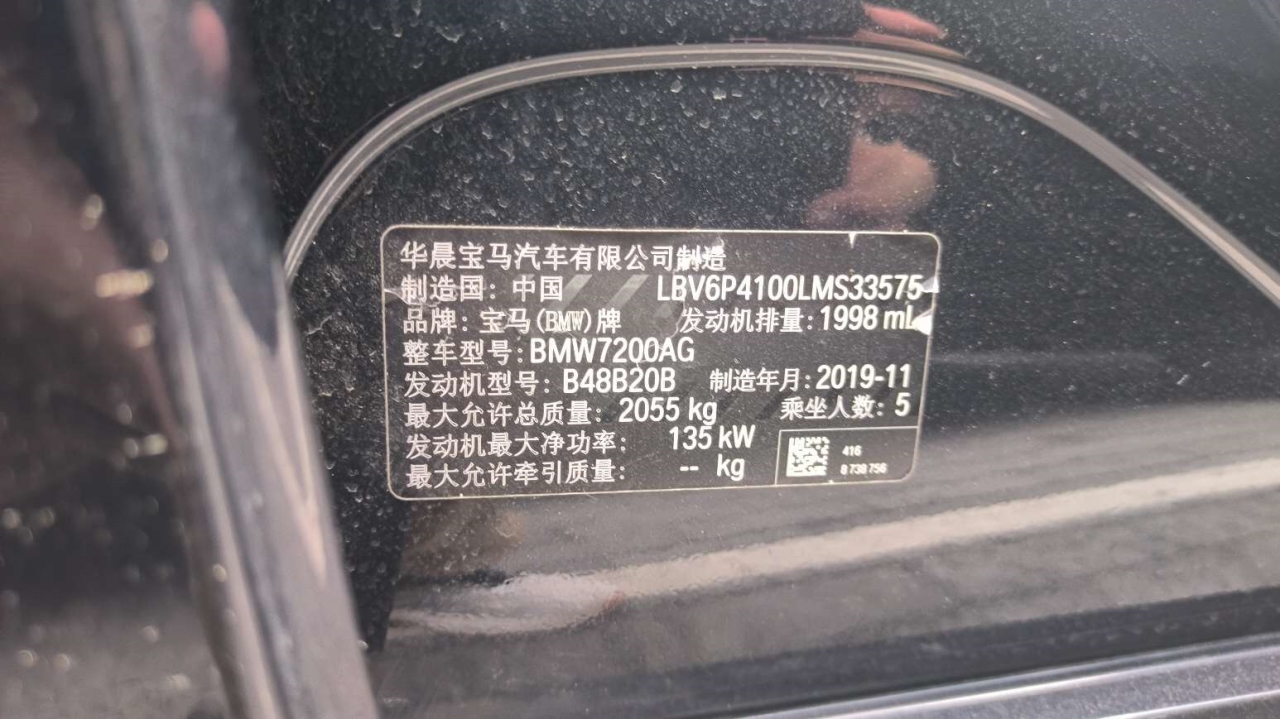 华晨宝马汽车有限公司制造
制造国: 中国 LBV6P4100LMS33575
品牌: 宝马(BMW)牌 发动机排量: 1998 mL
整车型号: BMW7200AG
发动机型号: B48B20B 制造年月: 2019-11
最大允许总质量: 2055 kg 乘坐人数: 5
发动机最大净功率: 135 kW
最大允许牵引质量: -- kg
416
8 738 756